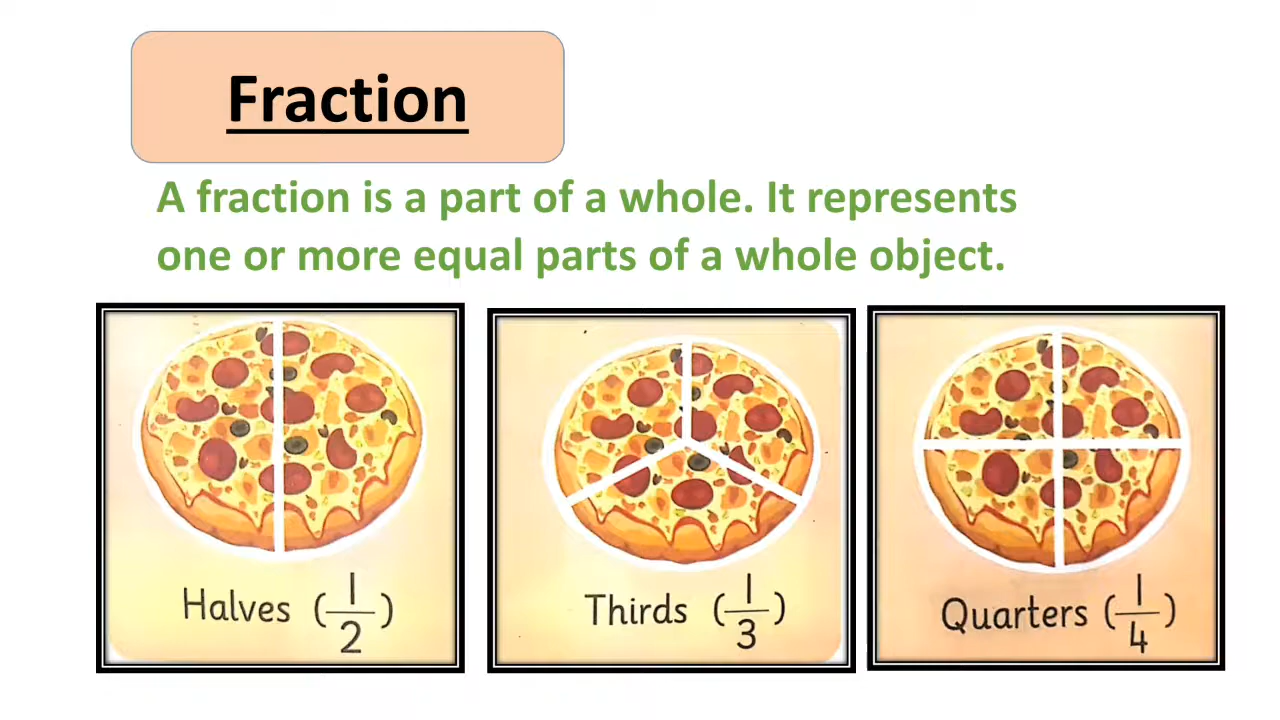 Fraction
A fraction is a part of a whole. It represents
one or more equal parts of a whole object.
Halves (1/2)
Thirds (1/3)
Quarters (1/4)